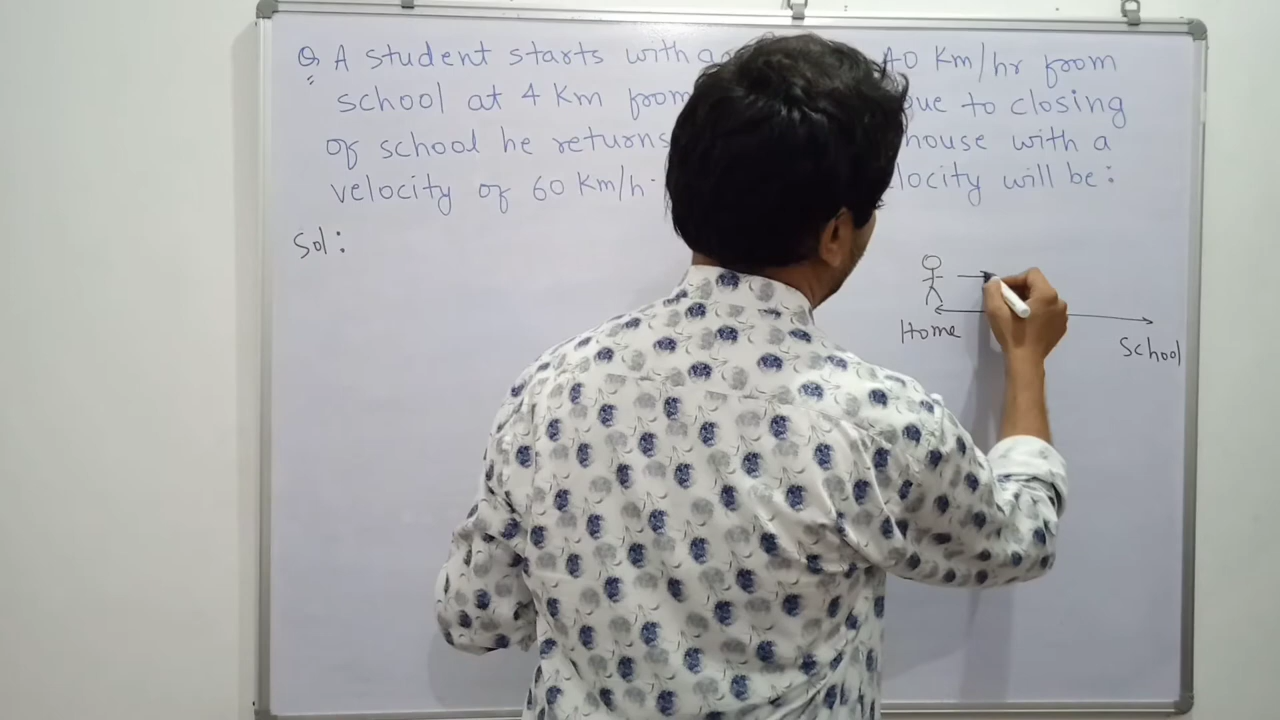 Q A student starts with a 40 Km/hr from
school at 4 Km from ue to closing
of school he returns house with a
velocity of 60 Km/h. locity will be:
Sol:
Home
School